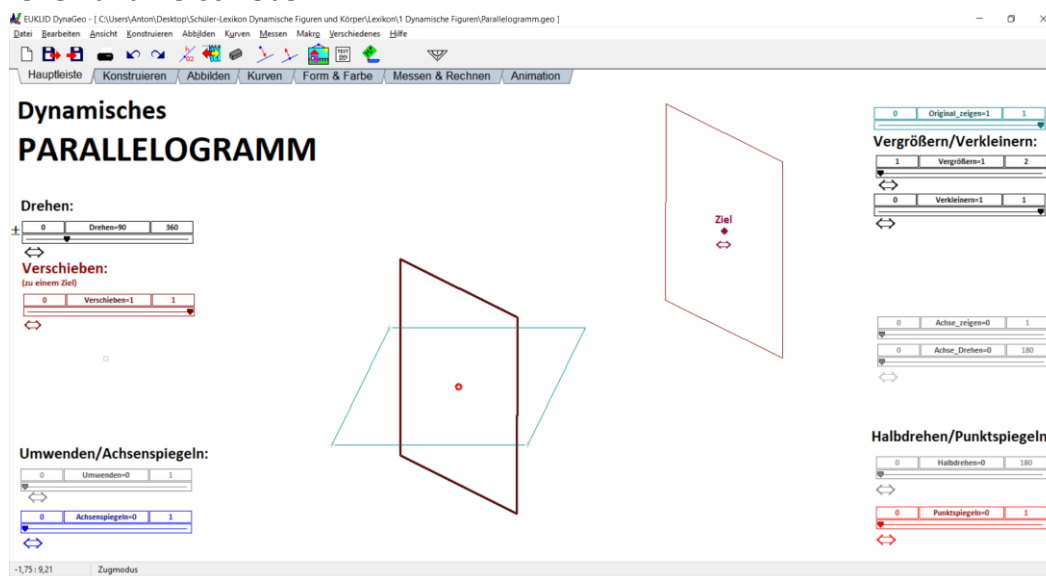 EUKLID DynaGeo - [ C:\Users\Anton\Desktop\Schüler-Lexikon Dynamische Figuren und Körper\Lexikon\1 Dynamische Figuren\Parallelogramm.geo ]
Datei Bearbeiten Ansicht Konstruieren Abbilden Kurven Messen Makro Verschiedenes Hilfe
Hauptleiste Konstruieren Abbilden Kurven Form & Farbe Messen & Rechnen Animation
Dynamisches
PARALLELOGRAMM
0 Original_zeigen=1 1
Vergrößern/Verkleinern:
1 Vergrößern=1 2
0 Verkleinern=1 1
Drehen:
± 0 Drehen=90 360
Verschieben:
(zu einem Ziel)
0 Verschieben=1 1
Ziel
0 Achse_zeigen=0 1
0 Achse_Drehen=0 180
Umwenden/Achsenspiegeln:
0 Umwenden=0 1
0 Achsenspiegeln=0 1
Halbdrehen/Punktspiegeln
0 Halbdrehen=0 180
0 Punktspiegeln=0 1
-1,75 : 9,21 Zugmodus